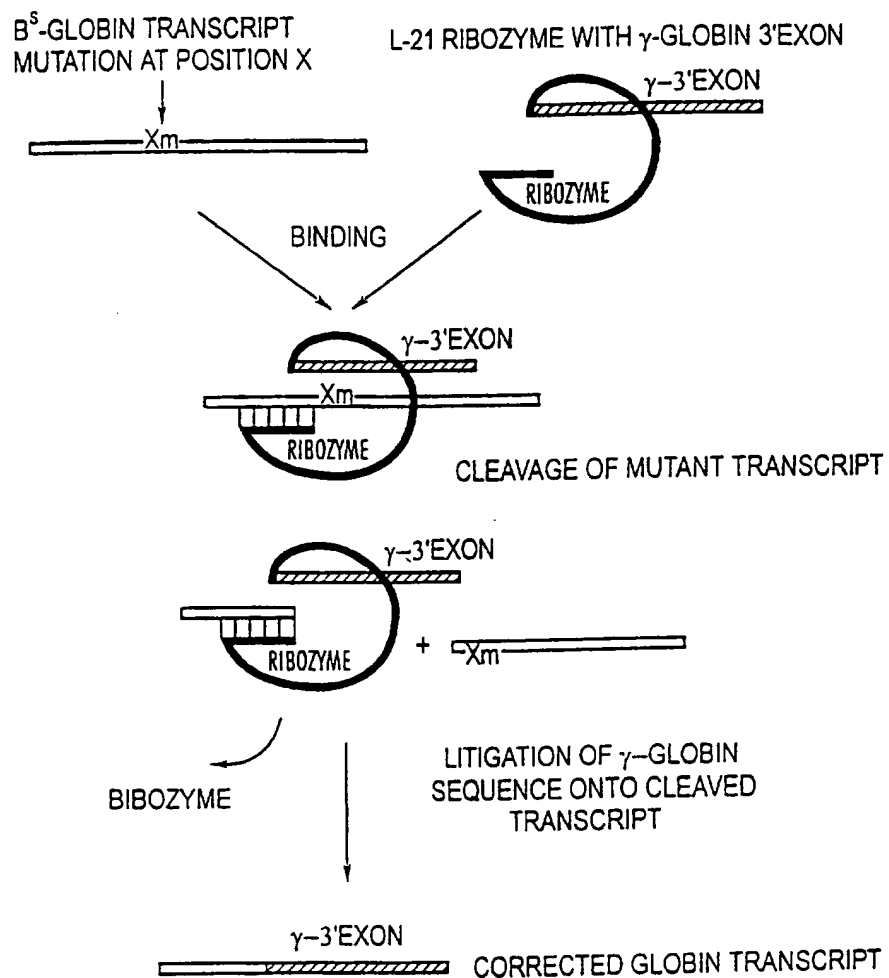 Bˢ-GLOBIN TRANSCRIPT
MUTATION AT POSITION X
L-21 RIBOZYME WITH γ-GLOBIN 3'EXON
γ-3'EXON
Xm
RIBOZYME
BINDING
γ-3'EXON
Xm
RIBOZYME
CLEAVAGE OF MUTANT TRANSCRIPT
γ-3'EXON
RIBOZYME
+
Xm
BIBOZYME
LITIGATION OF γ-GLOBIN
SEQUENCE ONTO CLEAVED
TRANSCRIPT
γ-3'EXON
CORRECTED GLOBIN TRANSCRIPT